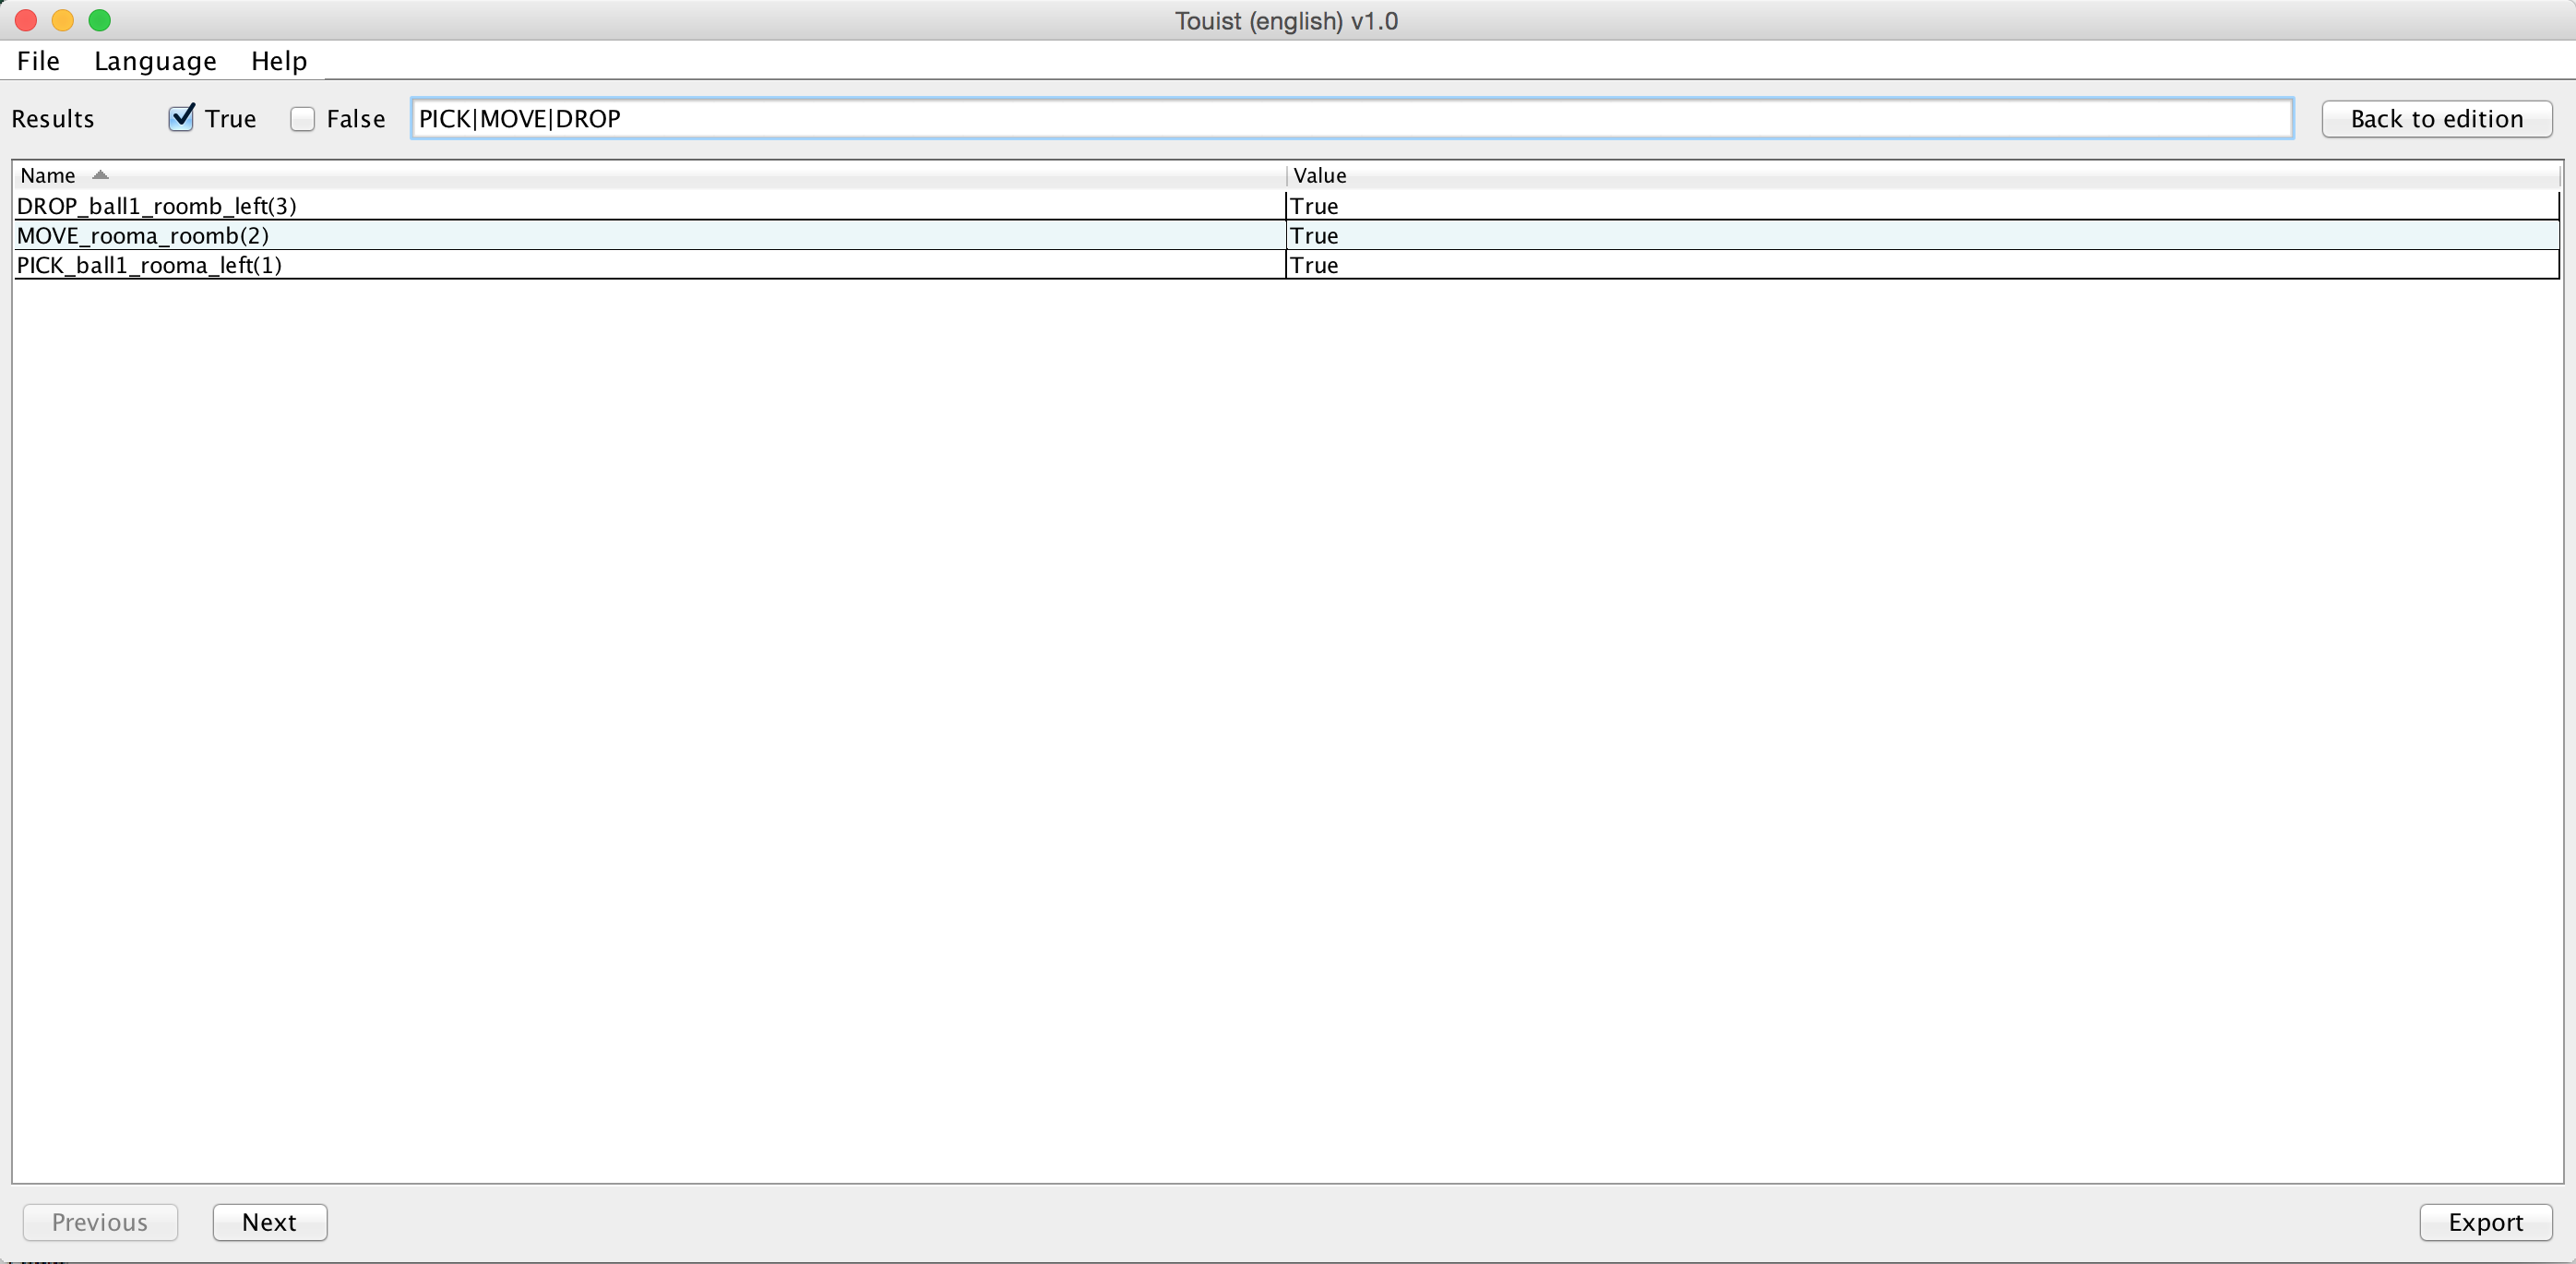 Touist (english) v1.0
File Language Help
Results True False PICK|MOVE|DROP Back to edition
Name Value
DROP_ball1_roomb_left(3) True
MOVE_rooma_roomb(2) True
PICK_ball1_rooma_left(1) True
Previous Next Export